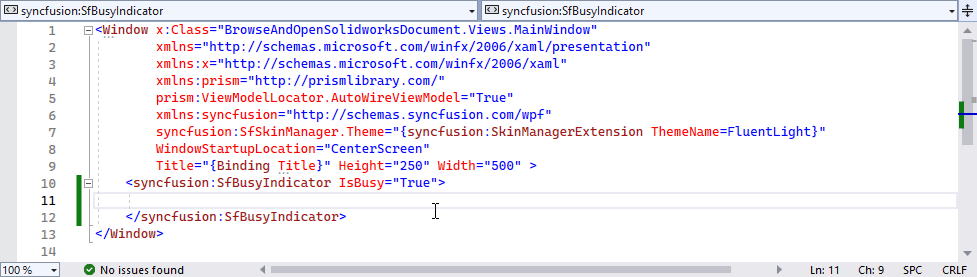 syncfusion:SfBusyIndicator syncfusion:SfBusyIndicator
1 <Window x:Class="BrowseAndOpenSolidworksDocument.Views.MainWindow"
2 xmlns="http://schemas.microsoft.com/winfx/2006/xaml/presentation"
3 xmlns:x="http://schemas.microsoft.com/winfx/2006/xaml"
4 xmlns:prism="http://prismlibrary.com/"
5 prism:ViewModelLocator.AutoWireViewModel="True"
6 xmlns:syncfusion="http://schemas.syncfusion.com/wpf"
7 syncfusion:SfSkinManager.Theme="{syncfusion:SkinManagerExtension ThemeName=FluentLight}"
8 WindowStartupLocation="CenterScreen"
9 Title="{Binding Title}" Height="250" Width="500" >
10 <syncfusion:SfBusyIndicator IsBusy="True">
11
12 </syncfusion:SfBusyIndicator>
13 </Window>
14
100 % No issues found Ln: 11 Ch: 9 SPC CRLF